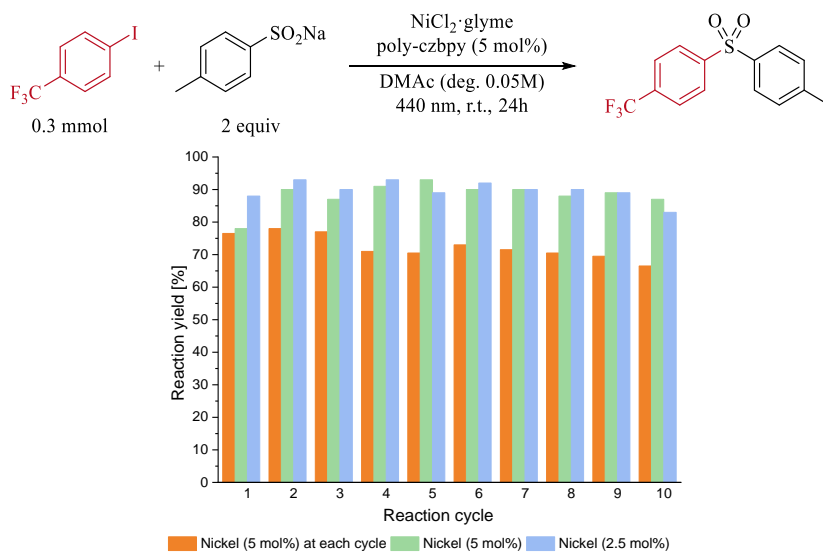 NiCl2·glyme
poly-czbpy (5 mol%)
DMAc (deg. 0.05M)
440 nm, r.t., 24h
I
F3C
0.3 mmol
+
SO2Na
2 equiv
O O
S
F3C
100
90
80
70
60
50
40
30
20
10
0
Reaction yield [%]
1 2 3 4 5 6 7 8 9 10
Reaction cycle
Nickel (5 mol%) at each cycle Nickel (5 mol%) Nickel (2.5 mol%)